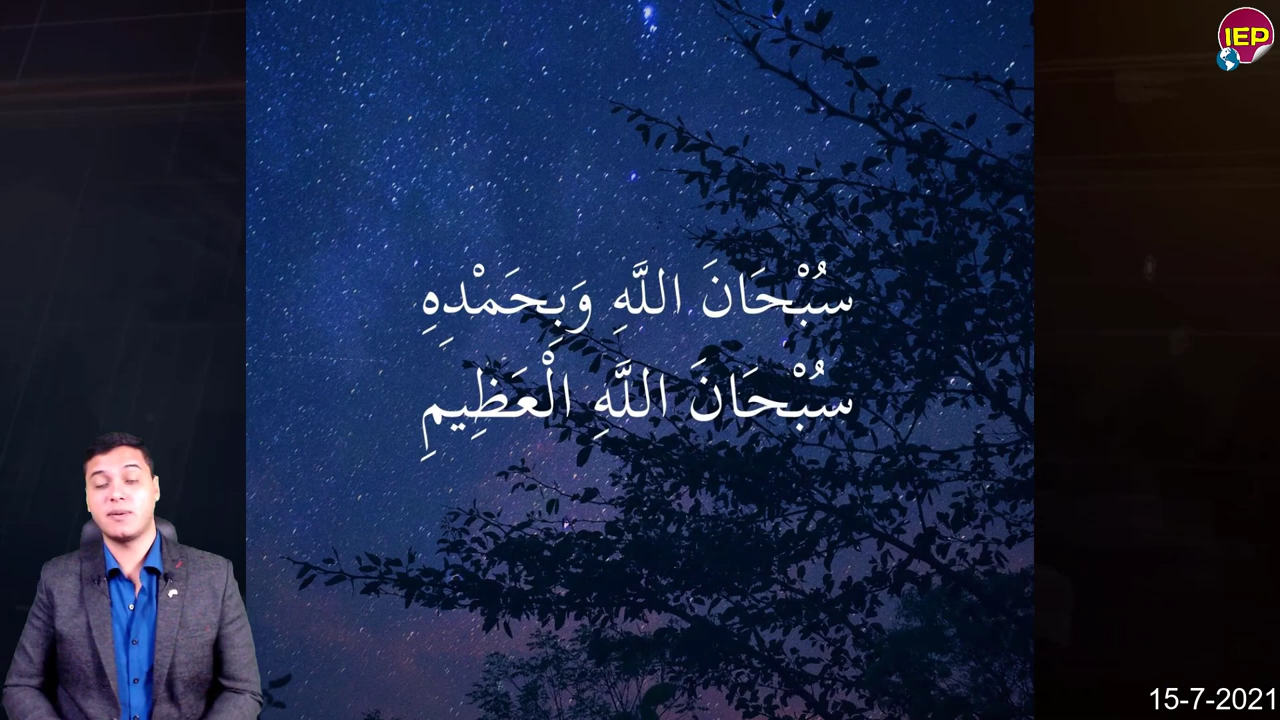 IEP
سُبْحَانَ اللَّهِ وَبِحَمْدِهِ
سُبْحَانَ اللَّهِ الْعَظِيمِ
15-7-2021